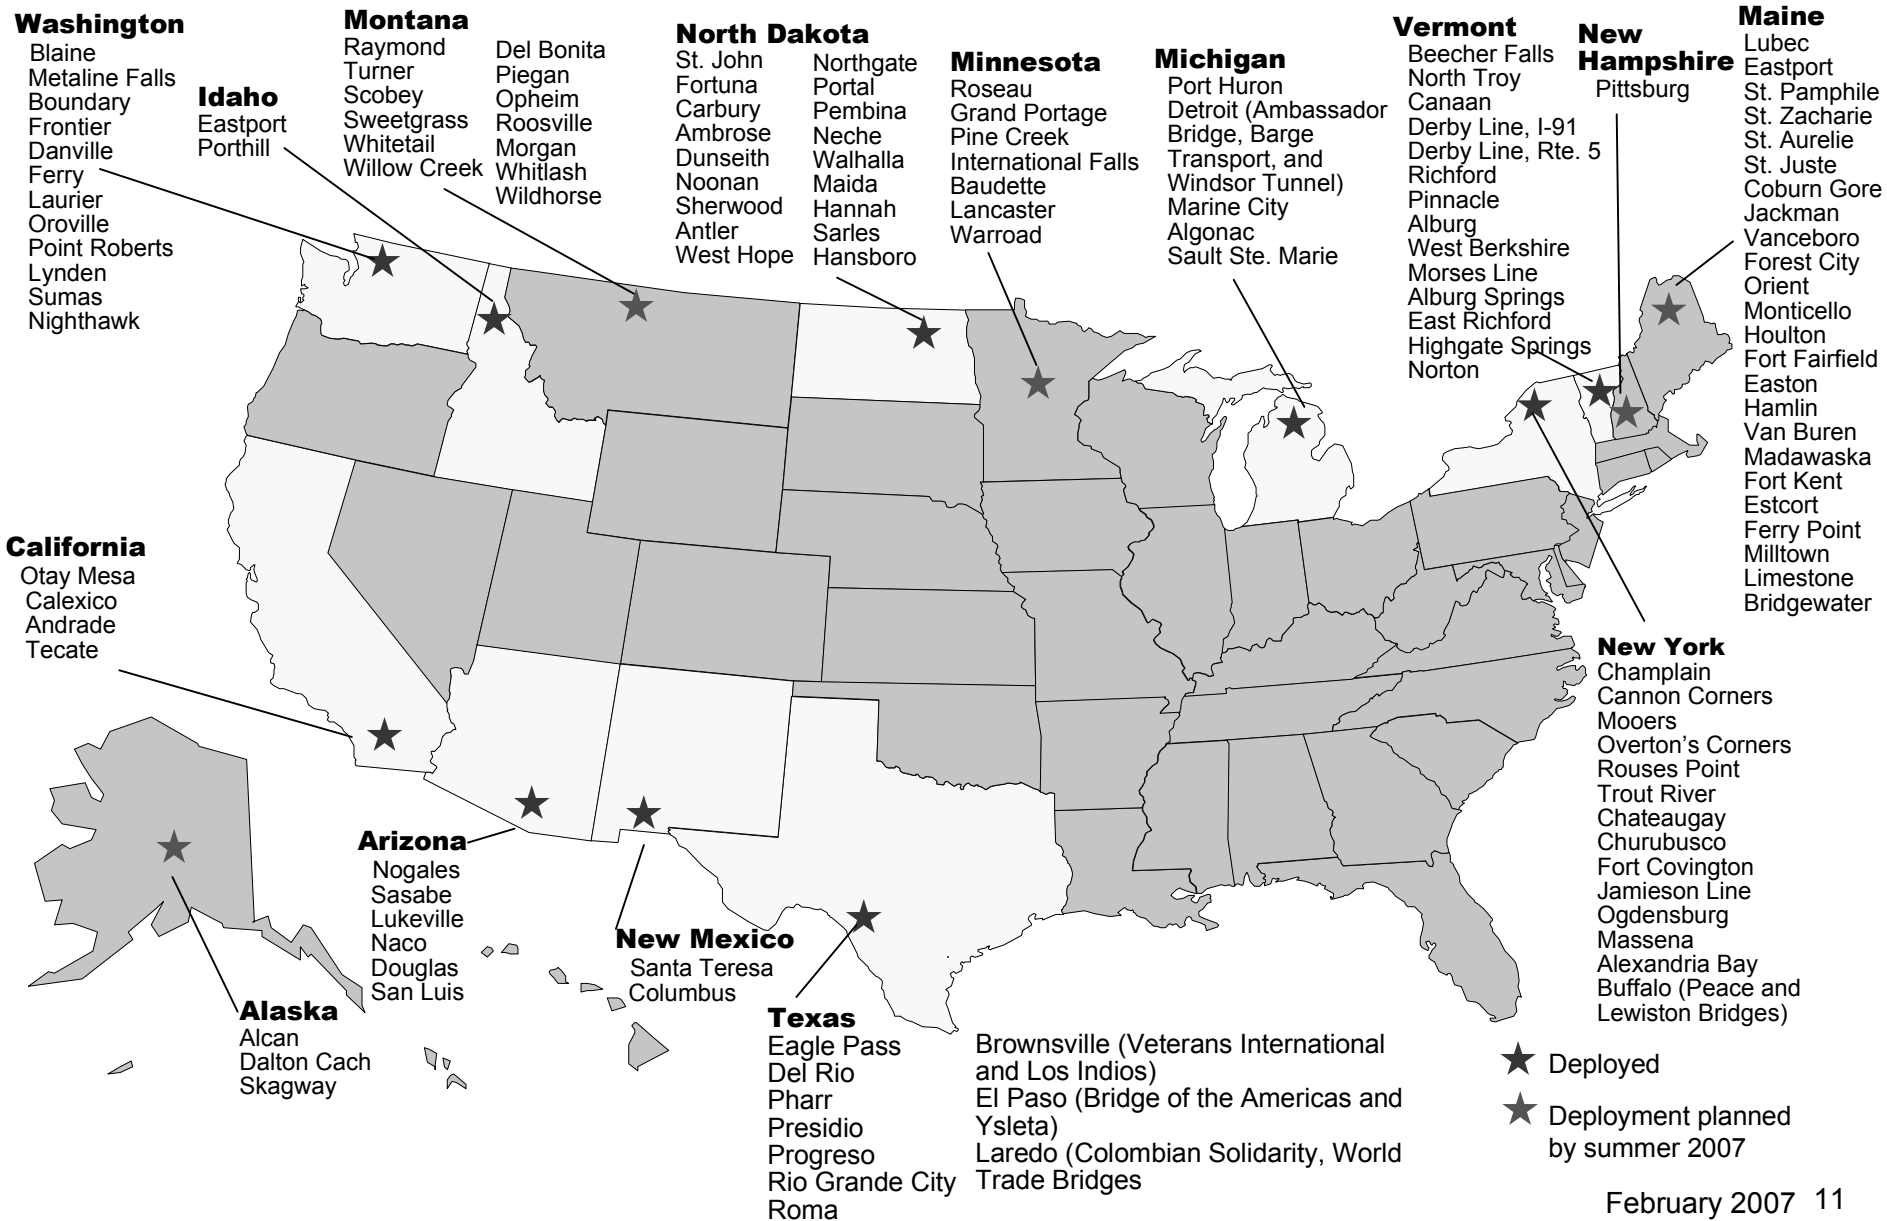 Washington
Blaine
Metaline Falls
Boundary
Frontier
Danville
Ferry
Laurier
Oroville
Point Roberts
Lynden
Sumas
Nighthawk
Idaho
Eastport
Porthill
Montana
Raymond
Turner
Scobey
Sweetgrass
Whitetail
Willow Creek
Del Bonita
Piegan
Opheim
Roosville
Morgan
Whitlash
Wildhorse
North Dakota
St. John
Fortuna
Carbury
Ambrose
Dunseith
Noonan
Sherwood
Antler
West Hope
Northgate
Portal
Pembina
Neche
Walhalla
Maida
Hannah
Sarles
Hansboro
Minnesota
Roseau
Grand Portage
Pine Creek
International Falls
Baudette
Lancaster
Warroad
Michigan
Port Huron
Detroit (Ambassador
Bridge, Barge
Transport, and
Windsor Tunnel)
Marine City
Algonac
Sault Ste. Marie
Vermont
Beecher Falls
North Troy
Canaan
Derby Line, I-91
Derby Line, Rte. 5
Richford
Pinnacle
Alburg
West Berkshire
Morses Line
Alburg Springs
East Richford
Highgate Springs
Norton
New
Hampshire
Pittsburg
Maine
Lubec
Eastport
St. Pamphile
St. Zacharie
St. Aurelie
St. Juste
Coburn Gore
Jackman
Vanceboro
Forest City
Orient
Monticello
Houlton
Fort Fairfield
Easton
Hamlin
Van Buren
Madawaska
Fort Kent
Estcort
Ferry Point
Milltown
Limestone
Bridgewater
California
Otay Mesa
Calexico
Andrade
Tecate
New York
Champlain
Cannon Corners
Mooers
Overton's Corners
Rouses Point
Trout River
Chateaugay
Churubusco
Fort Covington
Jamieson Line
Ogdensburg
Massena
Alexandria Bay
Buffalo (Peace and
Lewiston Bridges)
Arizona
Nogales
Sasabe
Lukeville
Naco
Douglas
San Luis
New Mexico
Santa Teresa
Columbus
Alaska
Alcan
Dalton Cach
Skagway
Texas
Eagle Pass
Del Rio
Pharr
Presidio
Progreso
Rio Grande City
Roma
Brownsville (Veterans International
and Los Indios)
El Paso (Bridge of the Americas and
Ysleta)
Laredo (Colombian Solidarity, World
Trade Bridges
Deployed
Deployment planned
by summer 2007
February 2007 11